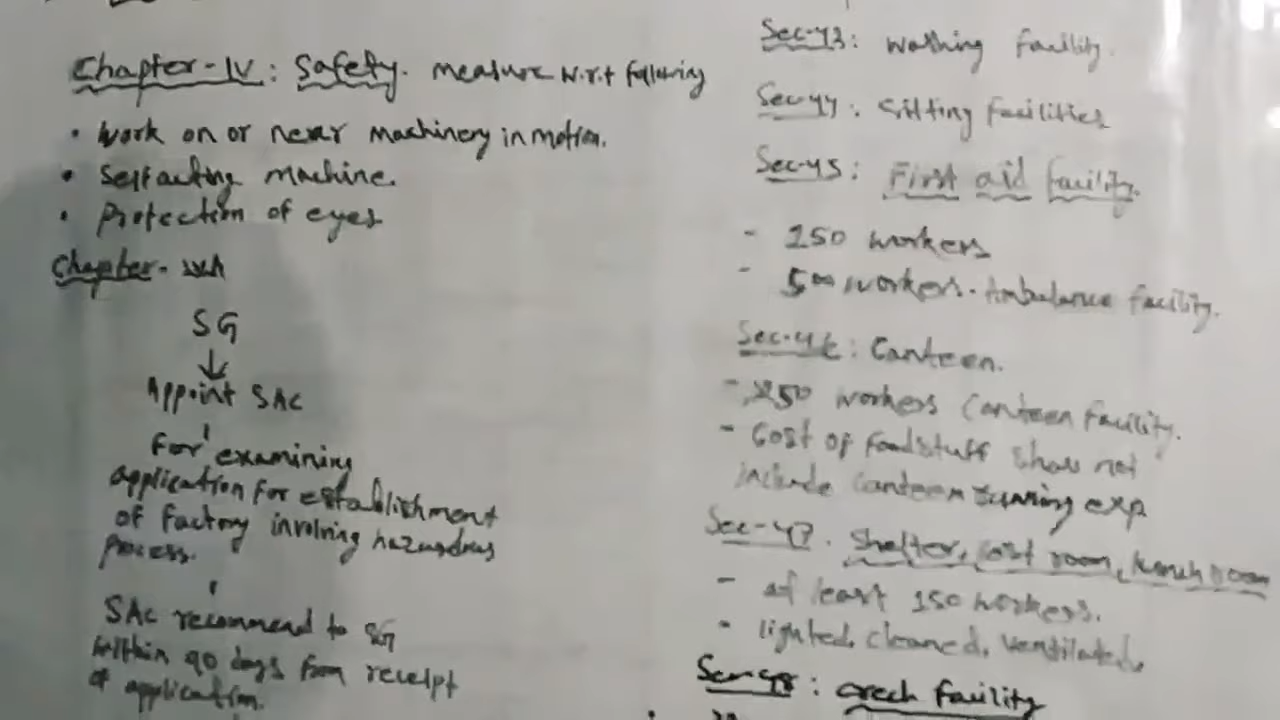 Chapter-IV: Safety. measure w.r.t following
• Work on or near machinery in motion.
• Self acting machine.
• Protection of eyes
Chapter-
SG
↓
Appoint SAC
For examining
application for establishment
of factory involving hazardous
process.
SAC recommend to SG
within 90 days from receipt
of application.
Sec-43: Washing facility.
Sec-44: Sitting facilities
Sec-45: First aid facility.
- 150 workers
- 500 workers. Ambulance facility.
Sec-46: Canteen.
- 250 workers Canteen facility.
- Cost of foodstuff shall not
include canteen running exp
Sec-47. Shelter, rest room, lunch room
- at least 150 workers.
- lighted, cleaned, ventilated,
Sec-48: crech facility